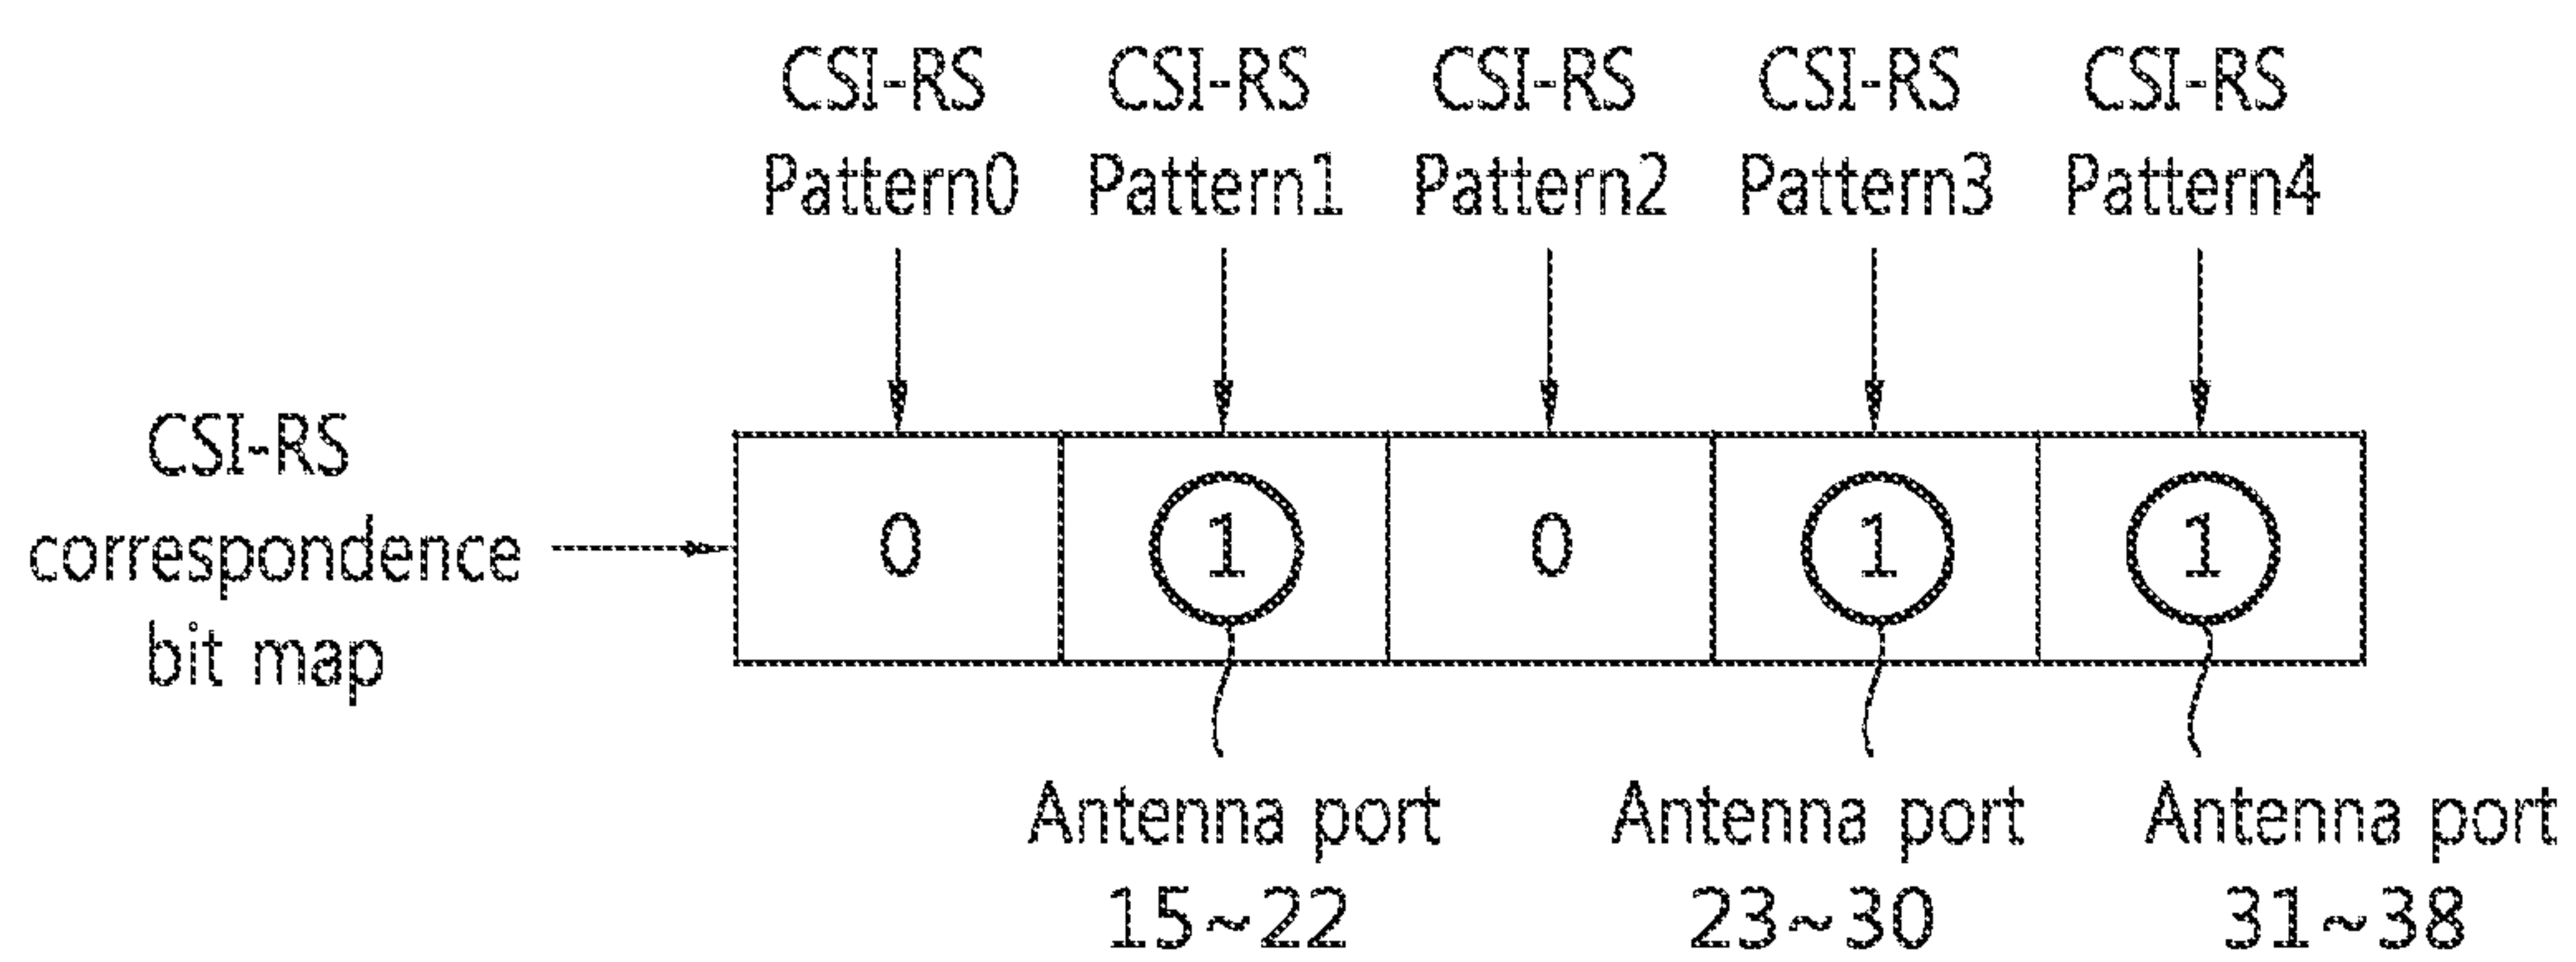 CSI-RS CSI-RS CSI-RS CSI-RS CSI-RS
Pattern0 Pattern1 Pattern2 Pattern3 Pattern4
CSI-RS
correspondence
bit map
0 1 0 1 1
Antenna port Antenna port Antenna port
15~22 23~30 31~38